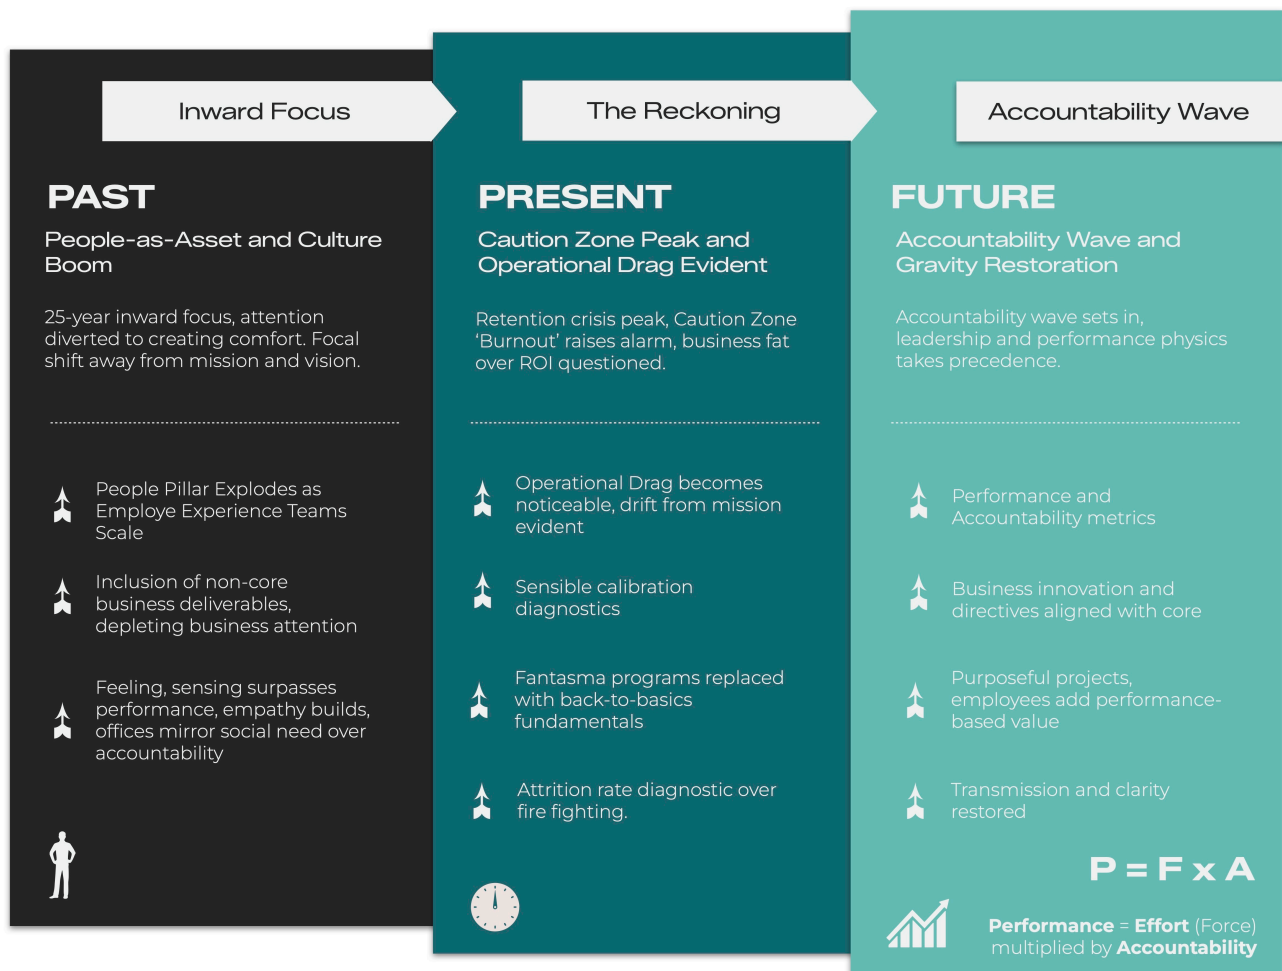 Inward Focus
PAST
People-as-Asset and Culture
Boom
25-year inward focus, attention
diverted to creating comfort. Focal
shift away from mission and vision.
People Pillar Explodes as
Employe Experience Teams
Scale
Inclusion of non-core
business deliverables,
depleting business attention
Feeling, sensing surpasses
performance, empathy builds,
offices mirror social need over
accountability
The Reckoning
PRESENT
Caution Zone Peak and
Operational Drag Evident
Retention crisis peak, Caution Zone
‘Burnout’ raises alarm, business fat
over ROI questioned.
Operational Drag becomes
noticeable, drift from mission
evident
Sensible calibration
diagnostics
Fantasma programs replaced
with back-to-basics
fundamentals
Attrition rate diagnostic over
fire fighting.
Accountability Wave
FUTURE
Accountability Wave and
Gravity Restoration
Accountability wave sets in,
leadership and performance physics
takes precedence.
Performance and
Accountability metrics
Business innovation and
directives aligned with core
Purposeful projects,
employees add performance-
based value
Transmission and clarity
restored
P = F x A
Performance = Effort (Force)
multiplied by Accountability